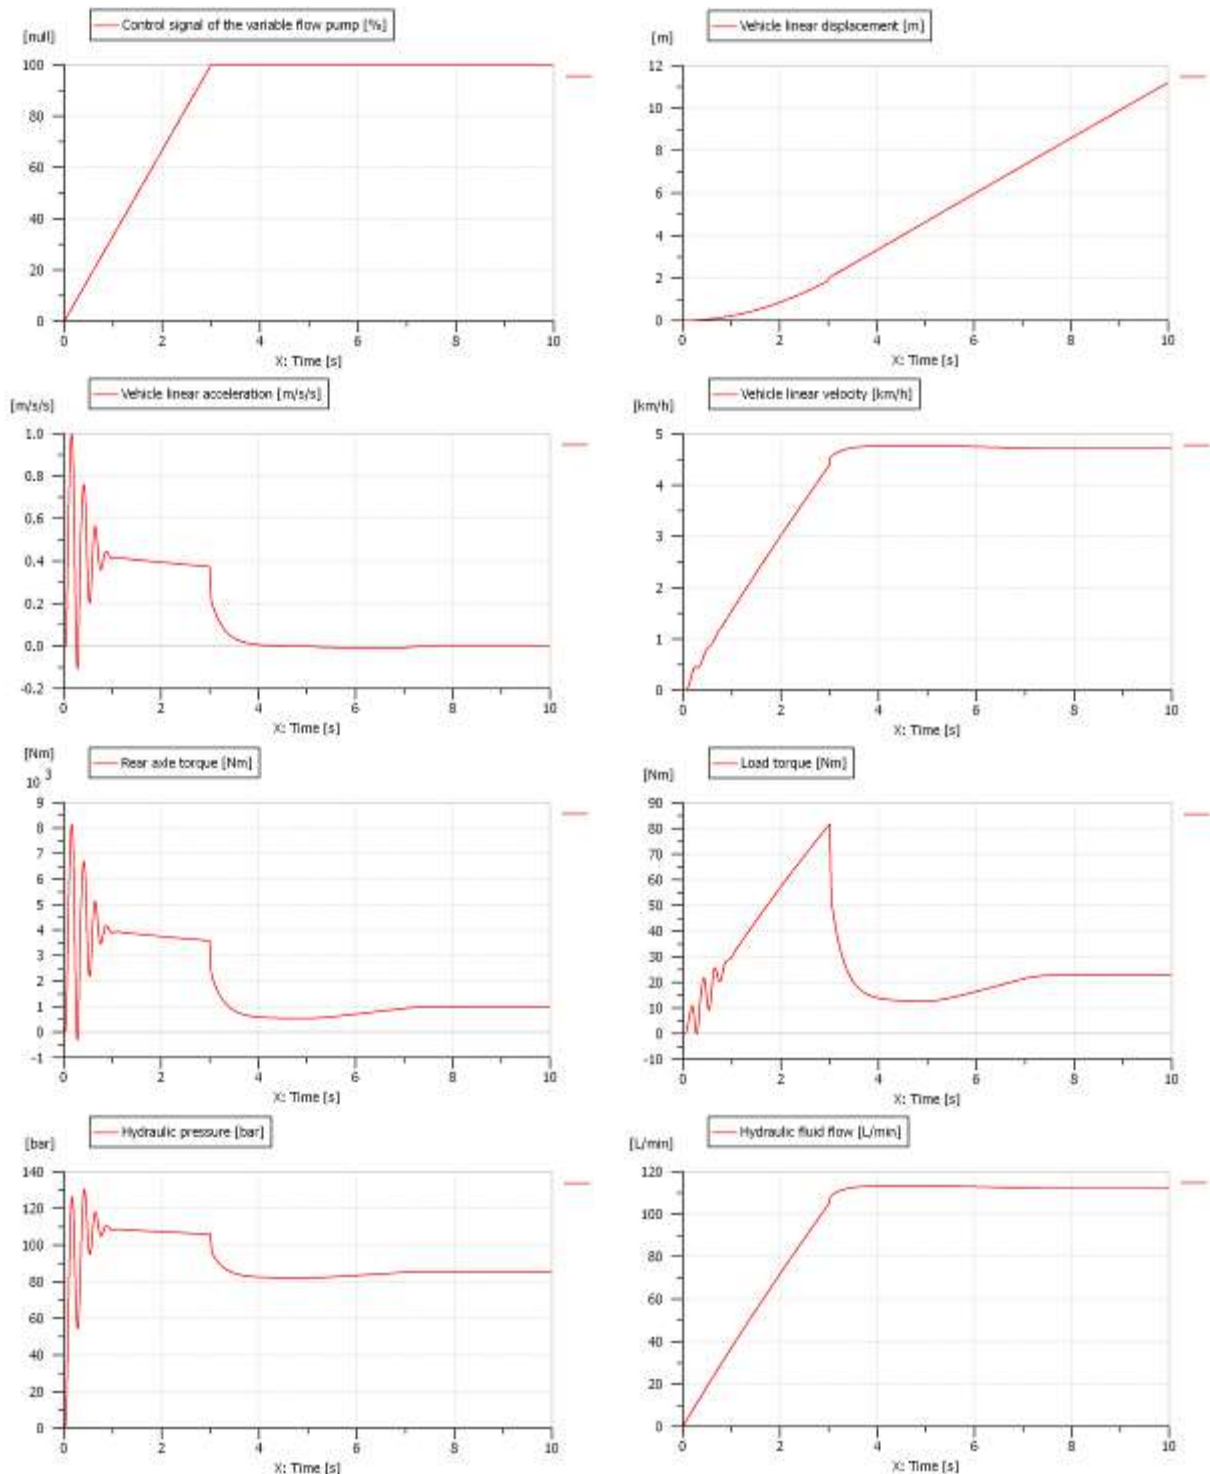 Control signal of the variable flow pump [%]
[null]
100
80
60
40
20
0
0 2 4 6 8 10
X: Time [s]
Vehicle linear displacement [m]
[m]
12
10
8
6
4
2
0
0 2 4 6 8 10
X: Time [s]
Vehicle linear acceleration [m/s/s]
[m/s/s]
1.0
0.8
0.6
0.4
0.2
0.0
-0.2
0 2 4 6 8 10
X: Time [s]
Vehicle linear velocity [km/h]
[km/h]
5
4
3
2
1
0
0 2 4 6 8 10
X: Time [s]
Rear axle torque [Nm]
[Nm]
10 3
9
8
7
6
5
4
3
2
1
0
-1
0 2 4 6 8 10
X: Time [s]
Load torque [Nm]
[Nm]
90
80
70
60
50
40
30
20
10
0
-10
0 2 4 6 8 10
X: Time [s]
Hydraulic pressure [bar]
[bar]
140
120
100
80
60
40
20
0
0 2 4 6 8 10
X: Time [s]
Hydraulic fluid flow [L/min]
[L/min]
120
100
80
60
40
20
0
0 2 4 6 8 10
X: Time [s]